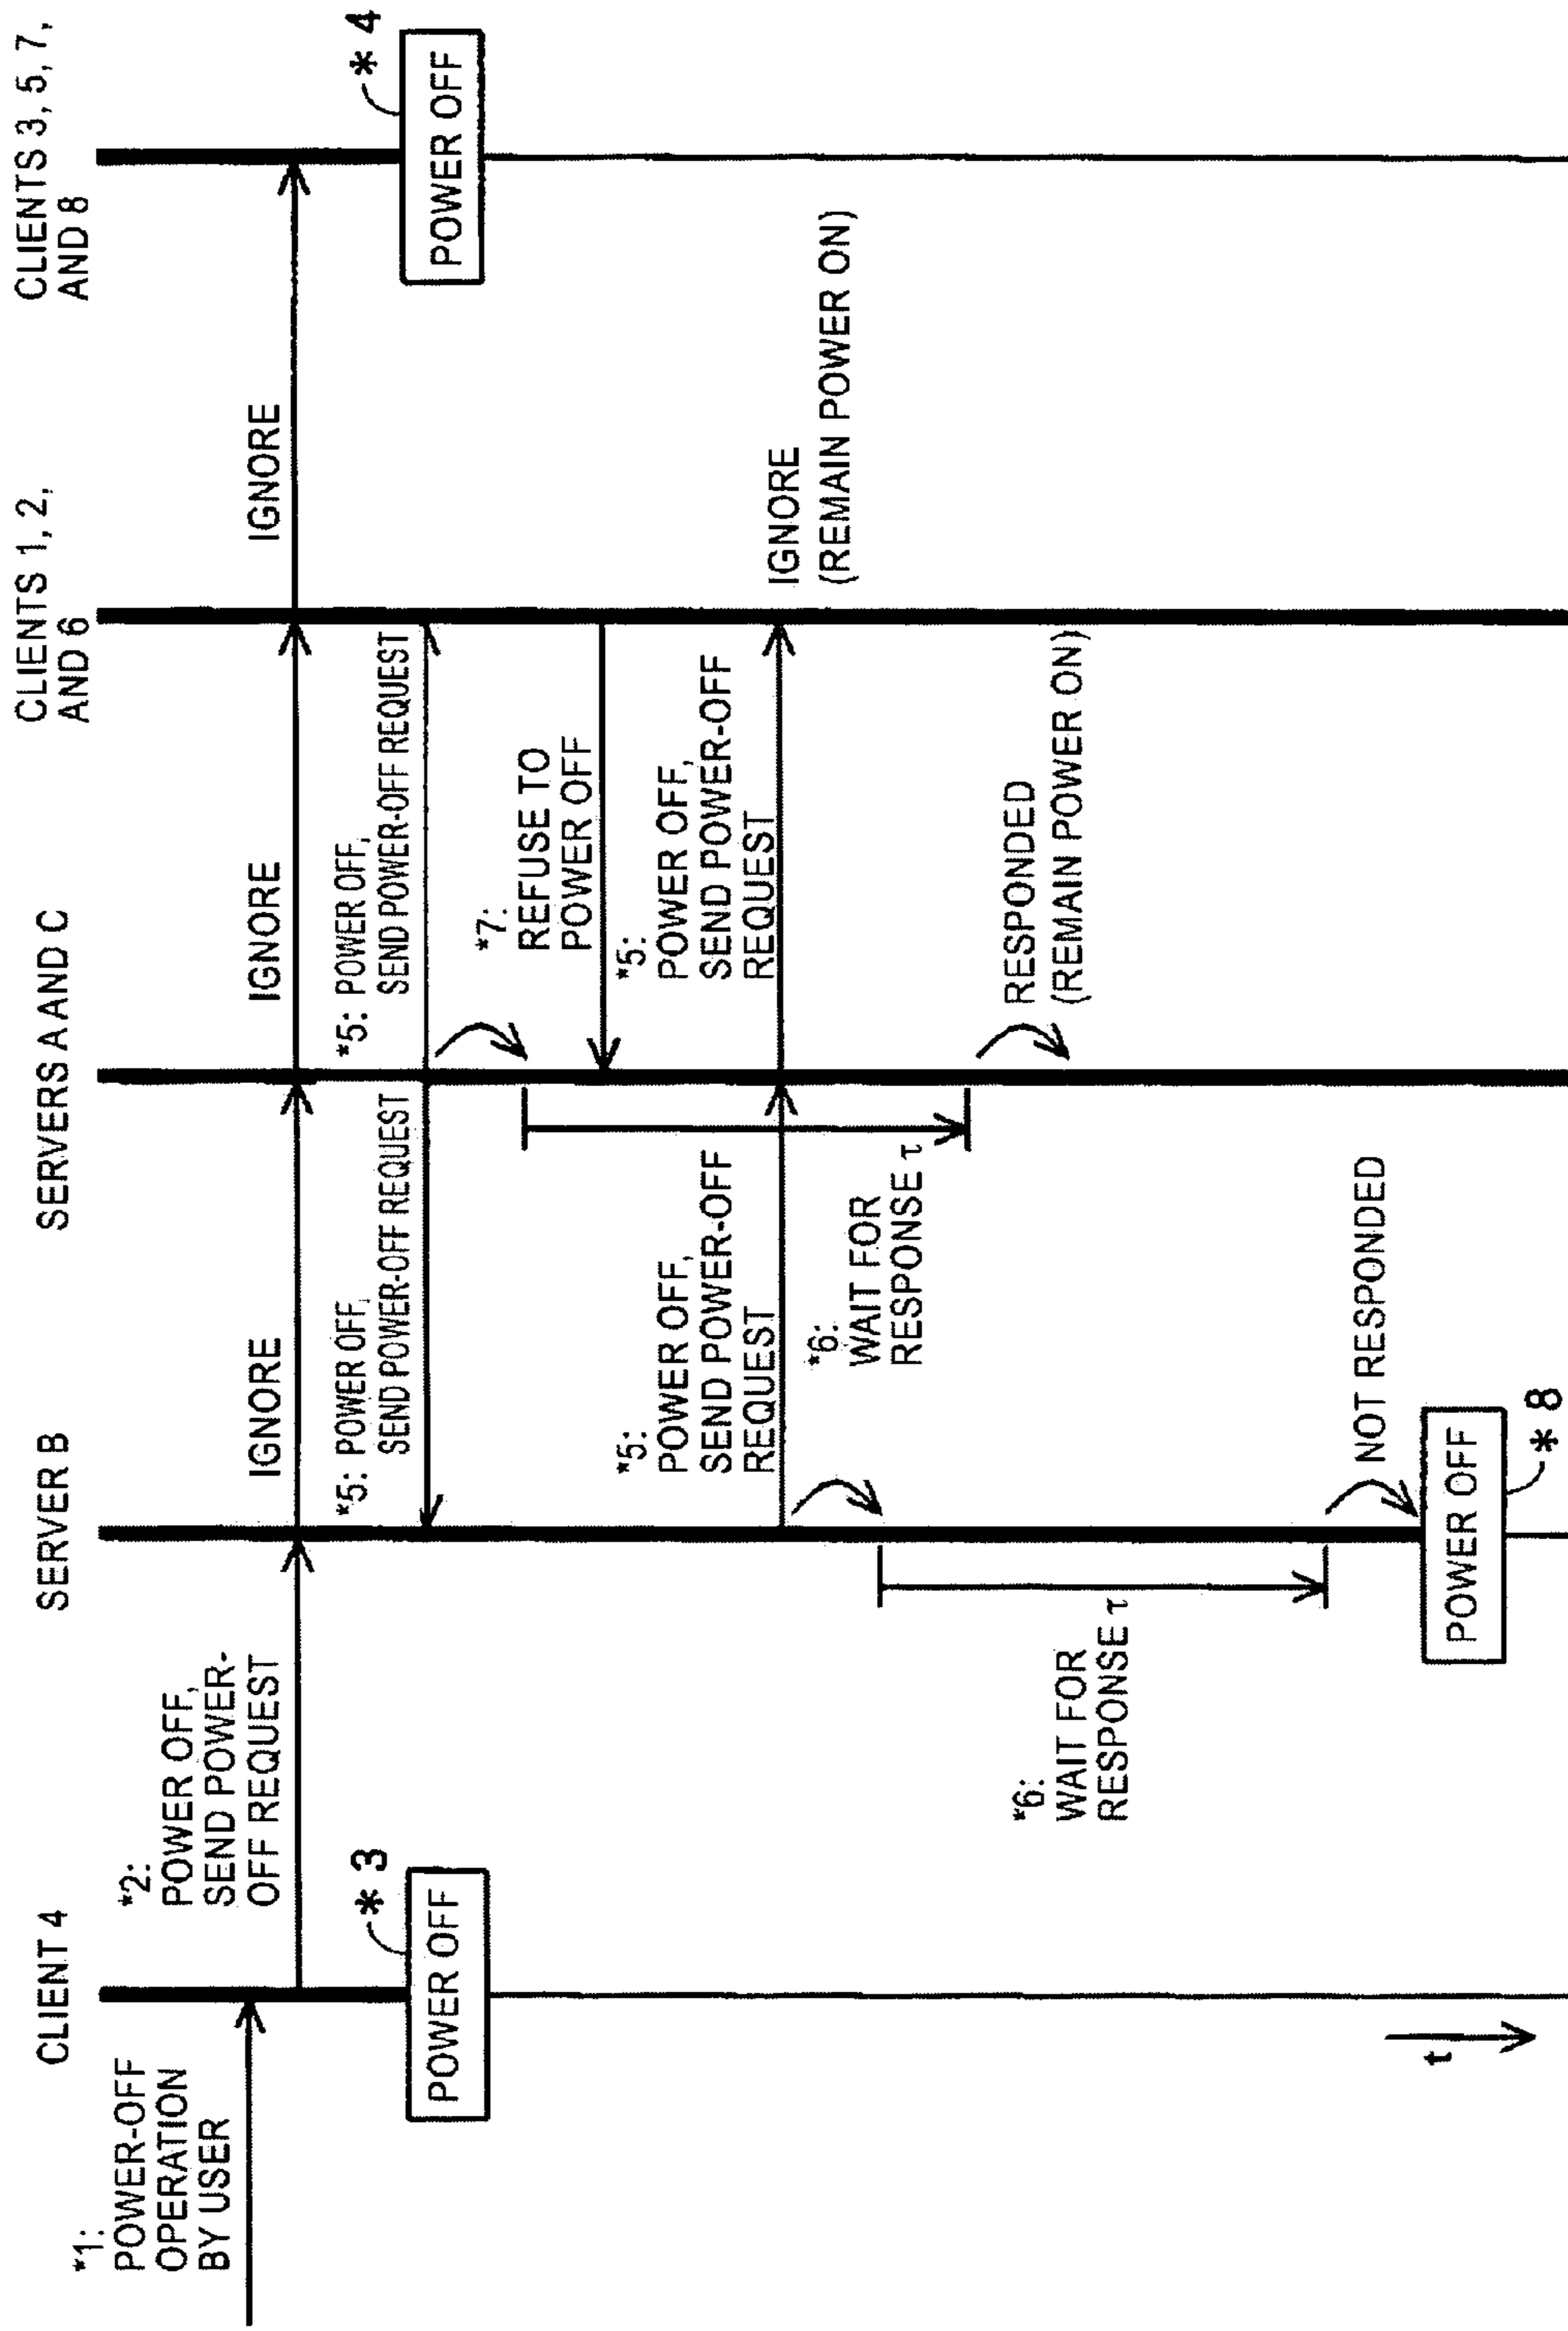 CLIENT 4
SERVER B
SERVERS A AND C
CLIENTS 1, 2,
AND 6
CLIENTS 3, 5, 7,
AND 8
*1:
POWER-OFF
OPERATION
BY USER
*2:
POWER OFF,
SEND POWER-
OFF REQUEST
IGNORE
IGNORE
IGNORE
*3
POWER OFF
*5: POWER OFF,
SEND POWER-OFF REQUEST
*5: POWER OFF,
SEND POWER-OFF REQUEST
*4
POWER OFF
*7:
REFUSE TO
POWER OFF
*5:
POWER OFF,
SEND POWER-OFF
REQUEST
*5:
POWER OFF,
SEND POWER-OFF
REQUEST
IGNORE
(REMAIN POWER ON)
*6:
WAIT FOR
RESPONSE τ
RESPONDED
(REMAIN POWER ON)
*6:
WAIT FOR
RESPONSE τ
NOT RESPONDED
POWER OFF
*8
t